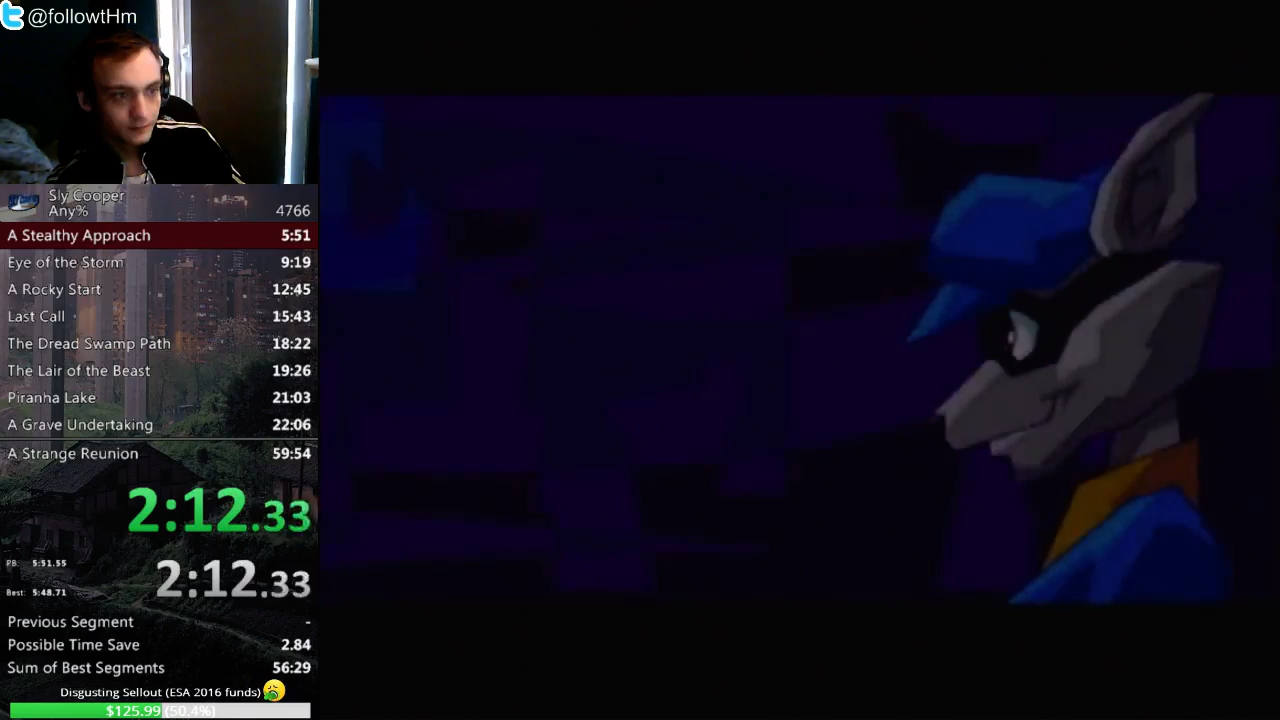 @followtHm
Sly Cooper
Any% 4766
A Stealthy Approach 5:51
Eye of the Storm 9:19
A Rocky Start 12:45
Last Call 15:43
The Dread Swamp Path 18:22
The Lair of the Beast 19:26
Piranha Lake 21:03
A Grave Undertaking 22:06
A Strange Reunion 59:54
2:12.33
PB: 5:51.55
2:12.33
Best: 5:48.71
Previous Segment -
Possible Time Save 2.84
Sum of Best Segments 56:29
Disgusting Sellout (ESA 2016 funds)
$125.99 (50.4%)